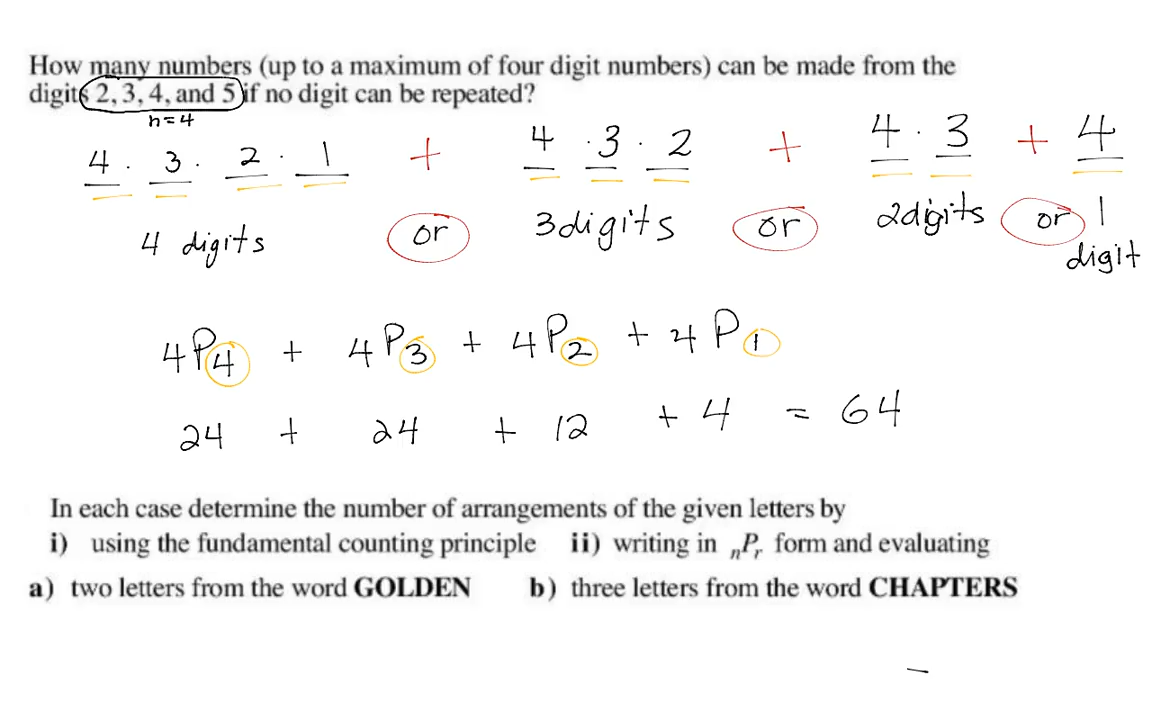 How many numbers (up to a maximum of four digit numbers) can be made from the
digits 2, 3, 4, and 5 if no digit can be repeated?
n=4
4 · 3 · 2 · 1 + 4 · 3 · 2 + 4 · 3 + 4
4 digits or 3digits or 2digits or 1 digit
4P4 + 4P3 + 4P2 + 4P1
24 + 24 + 12 + 4 = 64
In each case determine the number of arrangements of the given letters by
i) using the fundamental counting principle ii) writing in nPr form and evaluating
a) two letters from the word GOLDEN b) three letters from the word CHAPTERS